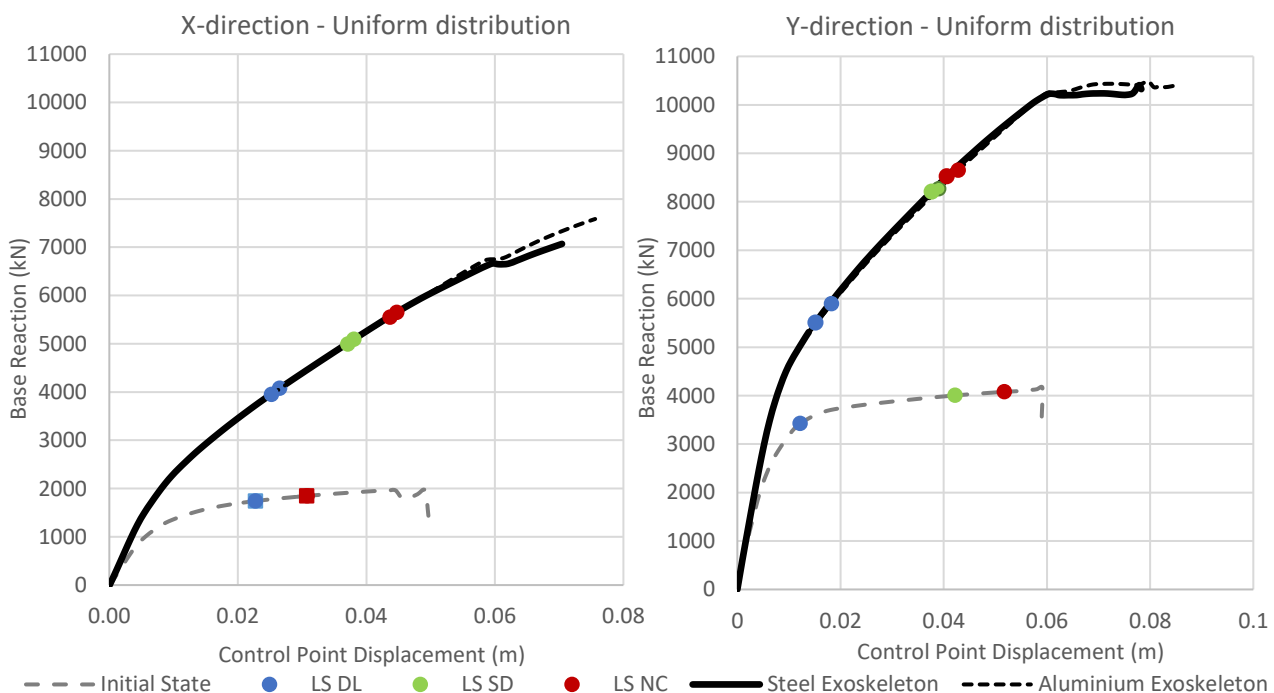 X-direction - Uniform distribution
11000
10000
9000
8000
7000
6000
5000
4000
3000
2000
1000
0
Base Reaction (kN)
0.00 0.02 0.04 0.06 0.08
Control Point Displacement (m)
Y-direction - Uniform distribution
11000
10000
9000
8000
7000
6000
5000
4000
3000
2000
1000
0
Base Reaction (kN)
0 0.02 0.04 0.06 0.08 0.1
Control Point Displacement (m)
Initial State LS DL LS SD LS NC Steel Exoskeleton Aluminium Exoskeleton